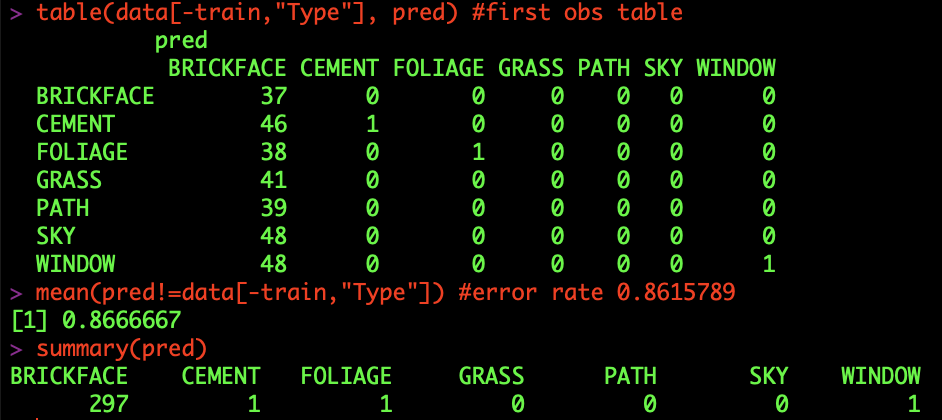 > table(data[-train,"Type"], pred) #first obs table
pred
BRICKFACE CEMENT FOLIAGE GRASS PATH SKY WINDOW
BRICKFACE 37 0 0 0 0 0 0
CEMENT 46 1 0 0 0 0 0
FOLIAGE 38 0 1 0 0 0 0
GRASS 41 0 0 0 0 0 0
PATH 39 0 0 0 0 0 0
SKY 48 0 0 0 0 0 0
WINDOW 48 0 0 0 0 0 1
> mean(pred!=data[-train,"Type"]) #error rate 0.8615789
[1] 0.8666667
> summary(pred)
BRICKFACE CEMENT FOLIAGE GRASS PATH SKY WINDOW
297 1 1 0 0 0 1